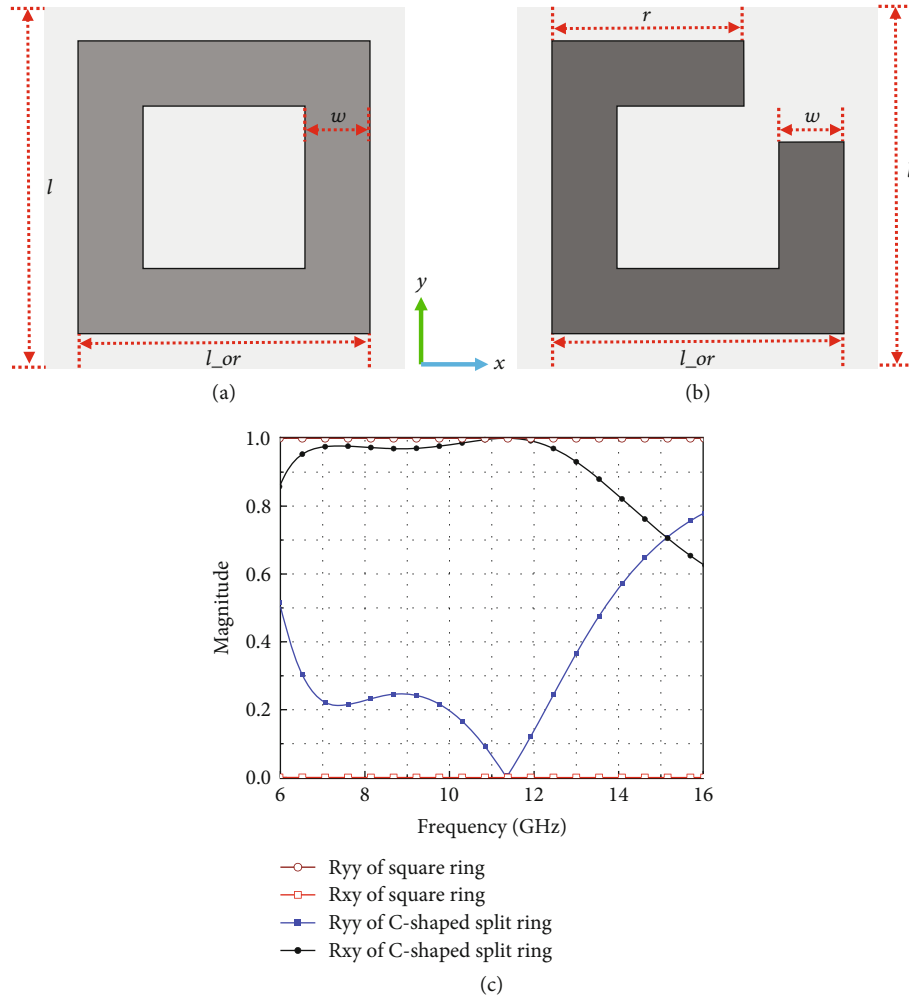 r
w
w
l
l
y
l_or
x
l_or
(a)
(b)
1.0
0.8
0.6
0.4
0.2
0.0
Magnitude
6
8
10
12
14
16
Frequency (GHz)
Ryy of square ring
Rxy of square ring
Ryy of C-shaped split ring
Rxy of C-shaped split ring
(c)